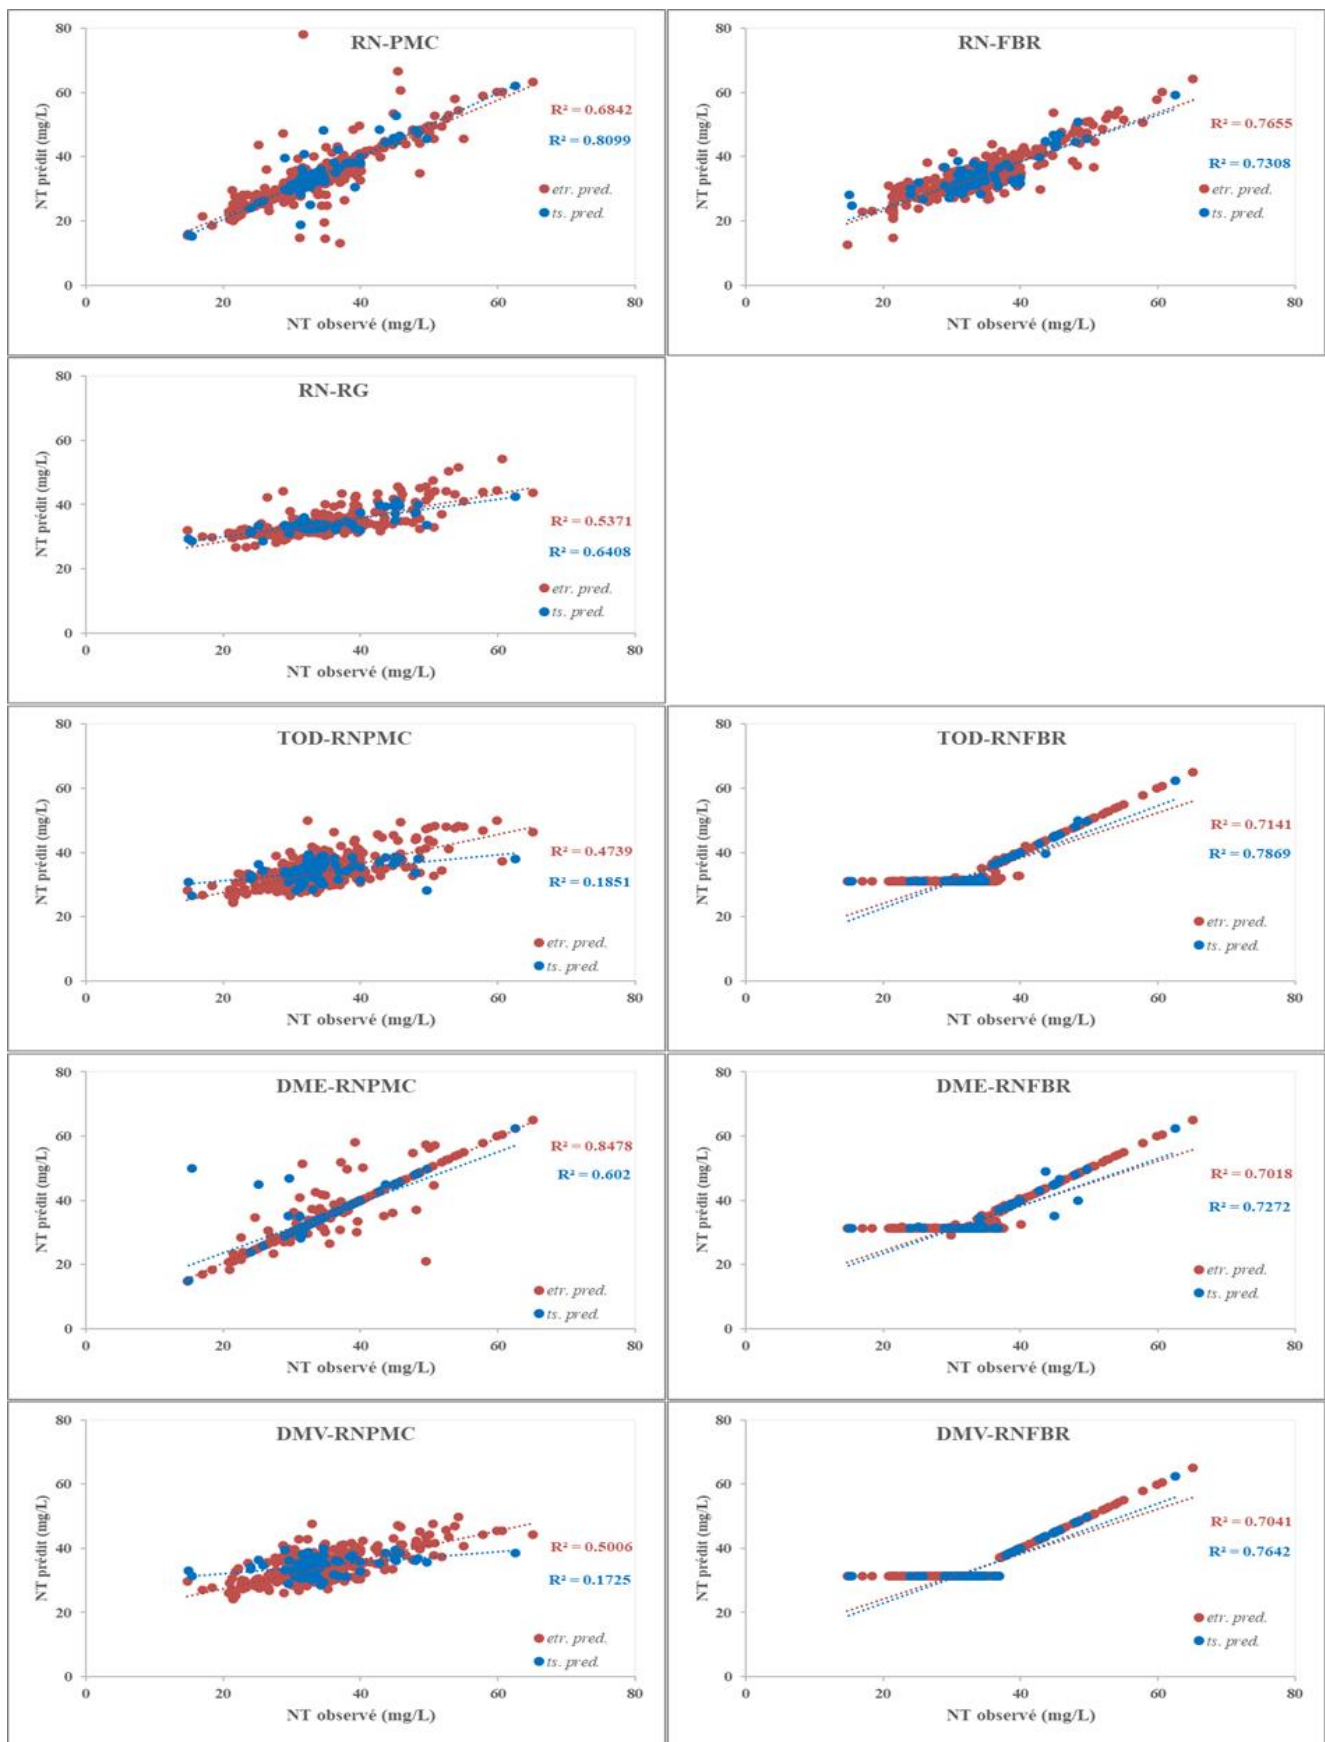 RN-PMC
NT prédit (mg/L)
80
60
40
20
0
R² = 0.6842
R² = 0.8099
etr. pred.
ts. pred.
0 20 40 60 80
NT observé (mg/L)
RN-FBR
NT prédit (mg/L)
80
60
40
20
0
R² = 0.7655
R² = 0.7308
etr. pred.
ts. pred.
0 20 40 60 80
NT observé (mg/L)
RN-RG
NT prédit (mg/L)
80
60
40
20
0
R² = 0.5371
R² = 0.6408
etr. pred.
ts. pred.
0 20 40 60 80
NT observé (mg/L)
TOD-RNPMC
NT prédit (mg/L)
80
60
40
20
0
R² = 0.4739
R² = 0.1851
etr. pred.
ts. pred.
0 20 40 60 80
NT observé (mg/L)
TOD-RNFBR
NT prédit (mg/L)
80
60
40
20
0
R² = 0.7141
R² = 0.7869
etr. pred.
ts. pred.
0 20 40 60 80
NT observé (mg/L)
DME-RNPMC
NT prédit (mg/L)
80
60
40
20
0
R² = 0.8478
R² = 0.602
etr. pred.
ts. pred.
0 20 40 60 80
NT observé (mg/L)
DME-RNFBR
NT prédit (mg/L)
80
60
40
20
0
R² = 0.7018
R² = 0.7272
etr. pred.
ts. pred.
0 20 40 60 80
NT observé (mg/L)
DMV-RNPMC
NT prédit (mg/L)
80
60
40
20
0
R² = 0.5006
R² = 0.1725
etr. pred.
ts. pred.
0 20 40 60 80
NT observé (mg/L)
DMV-RNFBR
NT prédit (mg/L)
80
60
40
20
0
R² = 0.7041
R² = 0.7642
etr. pred.
ts. pred.
0 20 40 60 80
NT observé (mg/L)